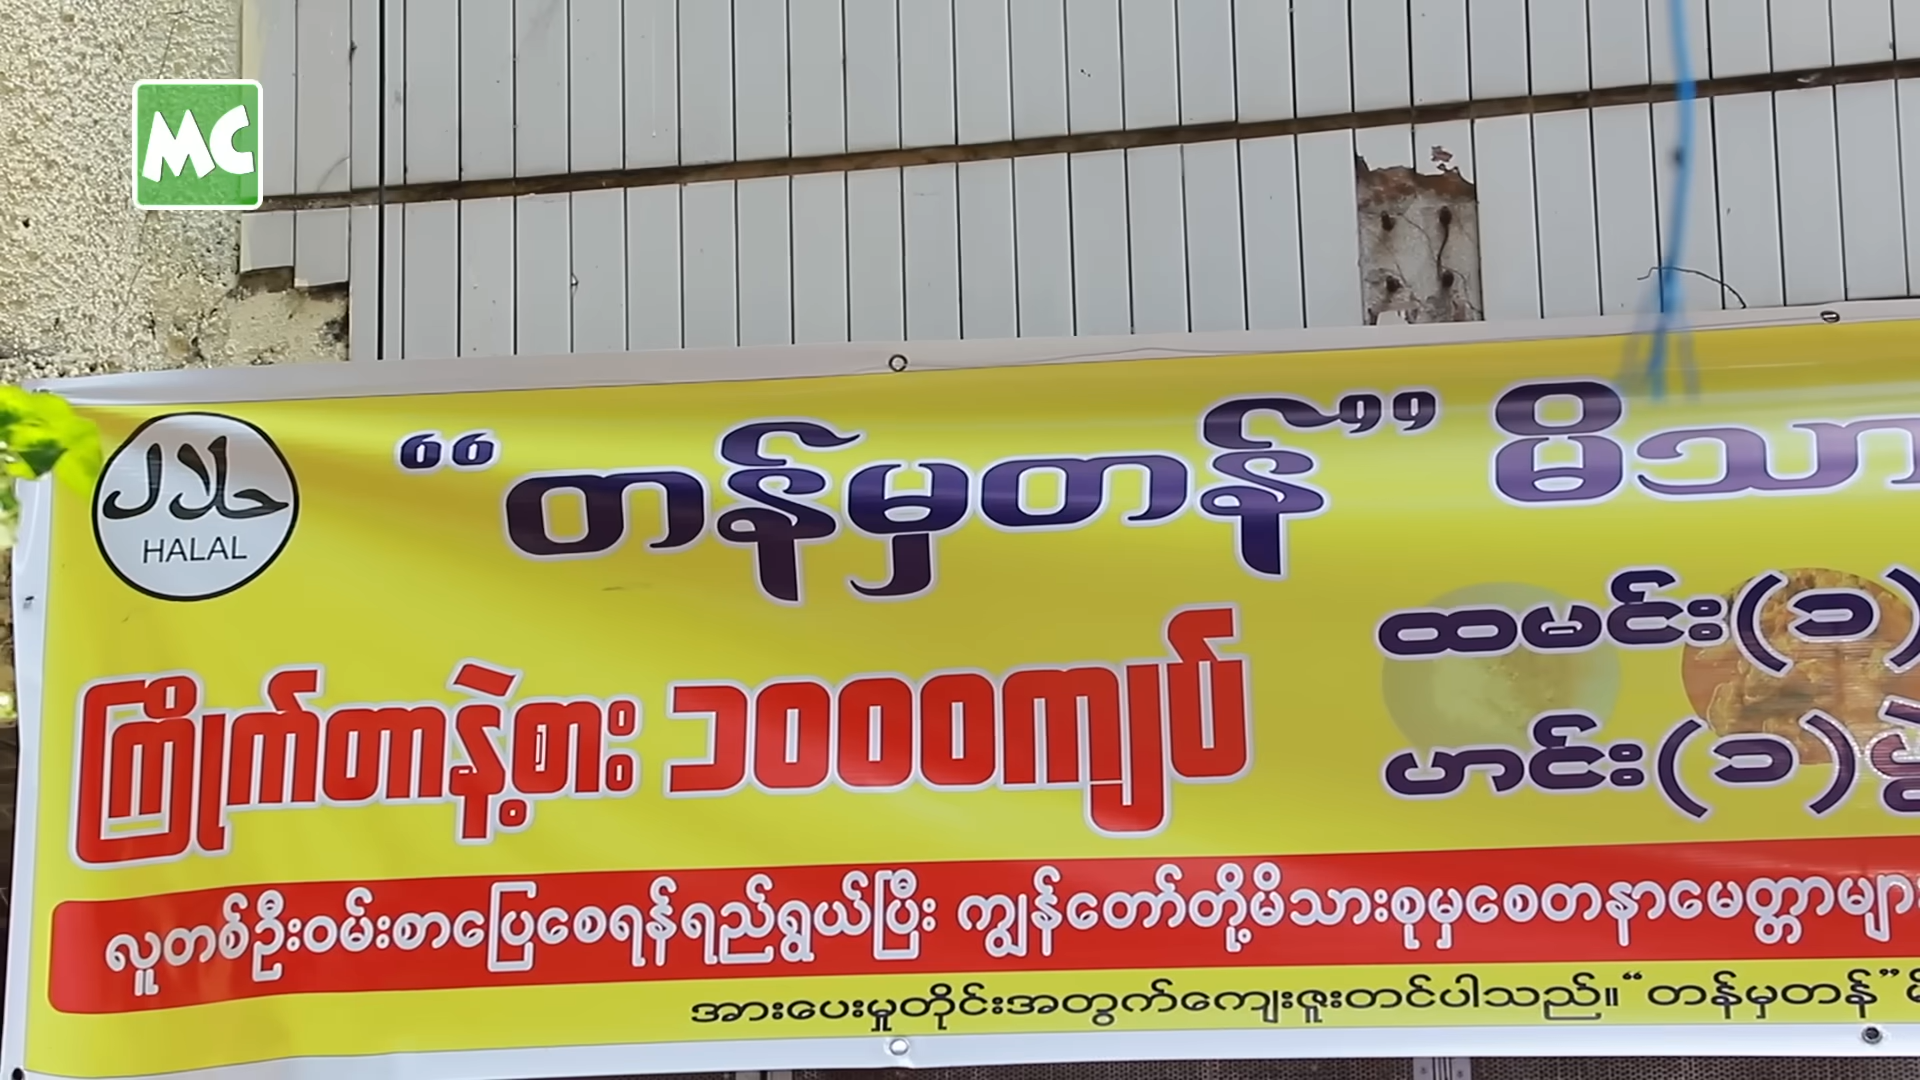 MC
حلال
HALAL
“တန်မှတန်” မိသာ
ထမင်း(၁)
ကြိုက်တာနဲ့စား ၁၀၀၀ကျပ်
ဟင်း(၁)ပွဲ
လူတစ်ဦးဝမ်းစာပြေစေရန်ရည်ရွယ်ပြီး ကျွန်တော်တို့မိသားစုမှစေတနာမေတ္တာများ
အားပေးမှုတိုင်းအတွက်ကျေးဇူးတင်ပါသည်။“တန်မှတန်”